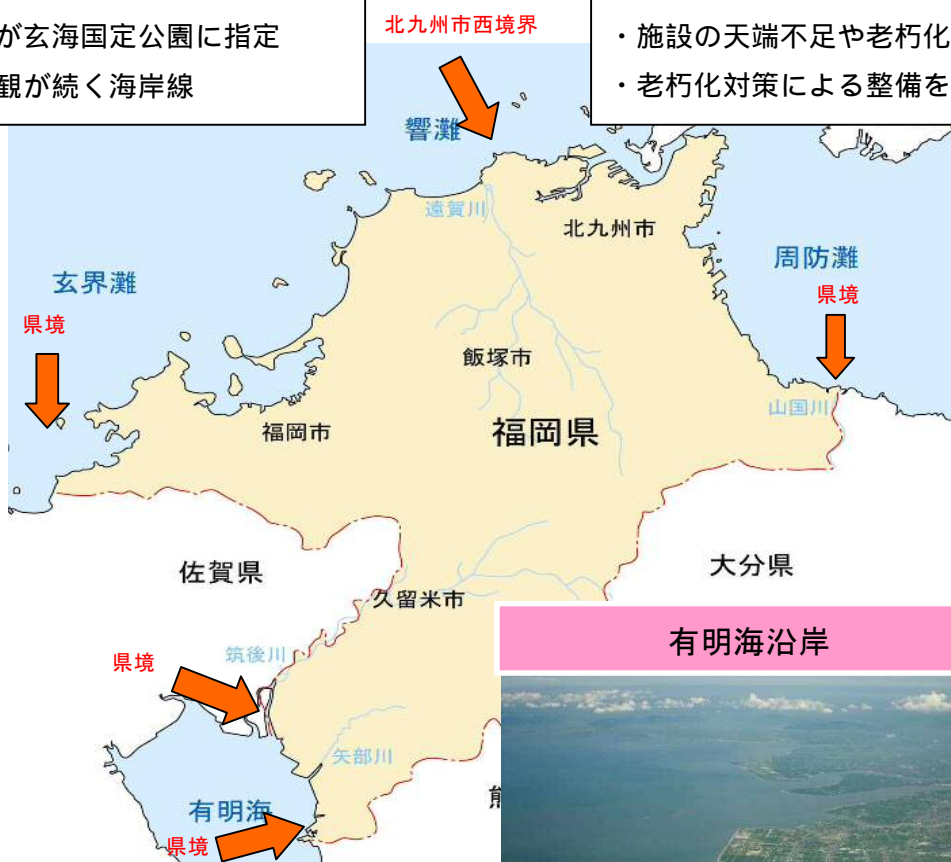 が玄海国定公園に指定
観が続く海岸線
北九州市西境界
・施設の天端不足や老朽化
・老朽化対策による整備を
響灘
遠賀川
北九州市
玄界灘
周防灘
県境
県境
飯塚市
山国川
福岡市
福岡県
佐賀県
大分県
久留米市
有明海沿岸
筑後川
県境
矢部川
有明海
熊
県境